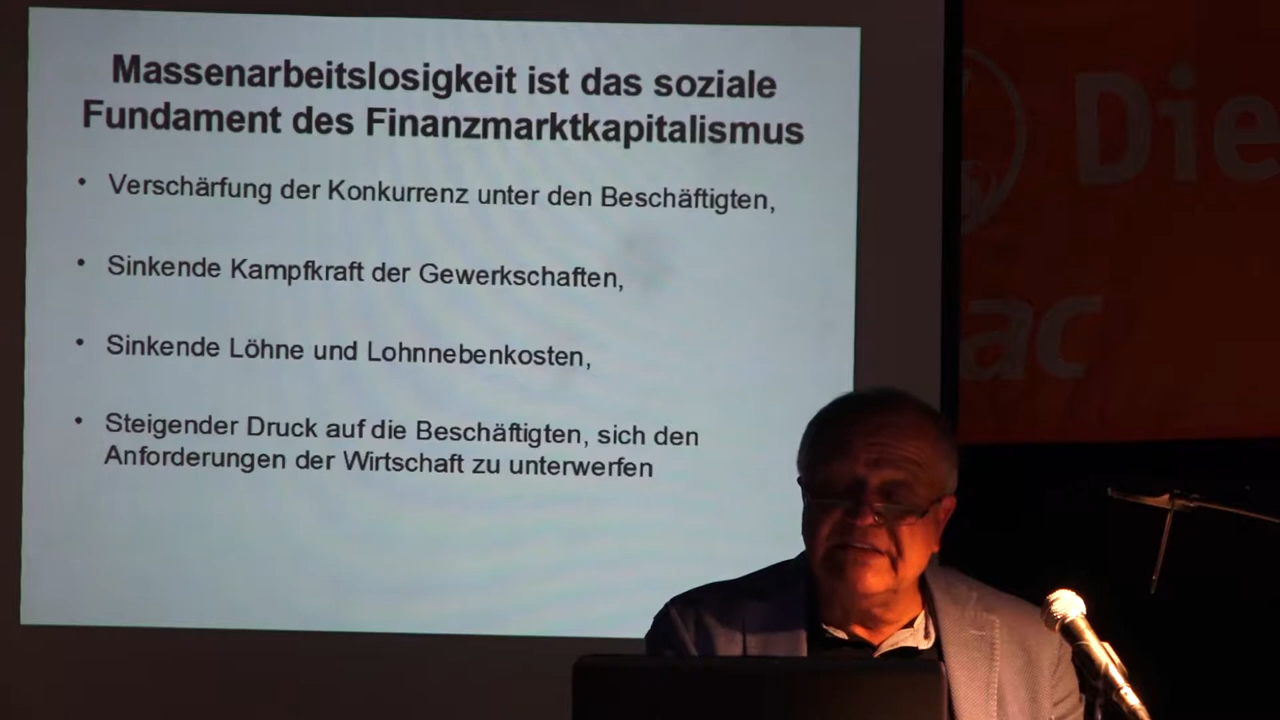 Massenarbeitslosigkeit ist das soziale
Fundament des Finanzmarktkapitalismus
• Verschärfung der Konkurrenz unter den Beschäftigten,
• Sinkende Kampfkraft der Gewerkschaften,
• Sinkende Löhne und Lohnnebenkosten,
• Steigender Druck auf die Beschäftigten, sich den
Anforderungen der Wirtschaft zu unterwerfen
Die
ac